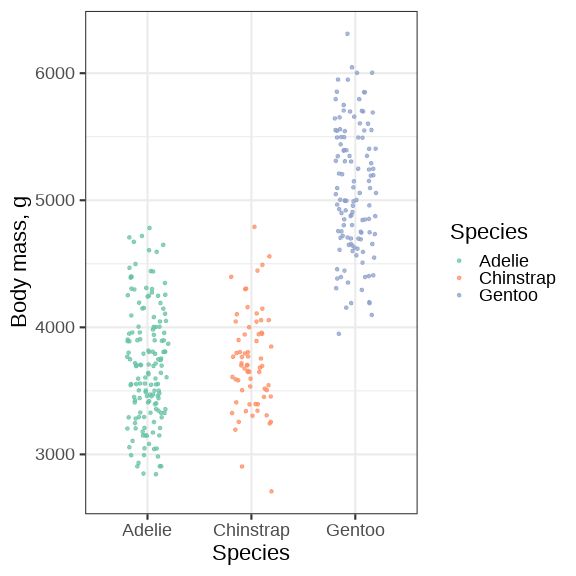 6000
5000
4000
3000
Body mass, g
Adelie Chinstrap Gentoo
Species
Species
Adelie
Chinstrap
Gentoo